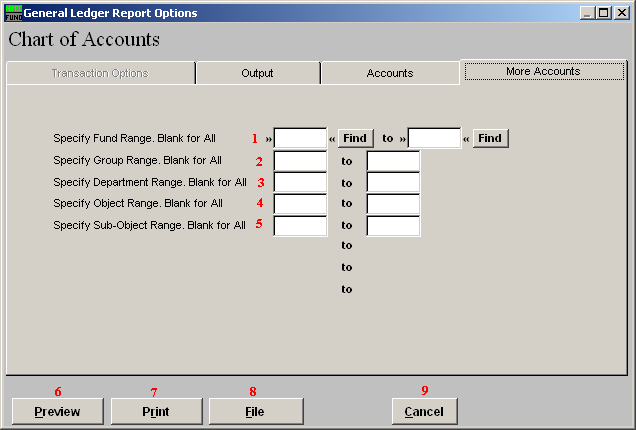 General Ledger Report Options
Chart of Accounts
Transaction Options Output Accounts More Accounts
Specify Fund Range. Blank for All 1 » « Find to » « Find
Specify Group Range. Blank for All 2 to
Specify Department Range. Blank for All 3 to
Specify Object Range. Blank for All 4 to
Specify Sub-Object Range. Blank for All 5 to
to
to
to
6 7 8 9
Preview Print File Cancel